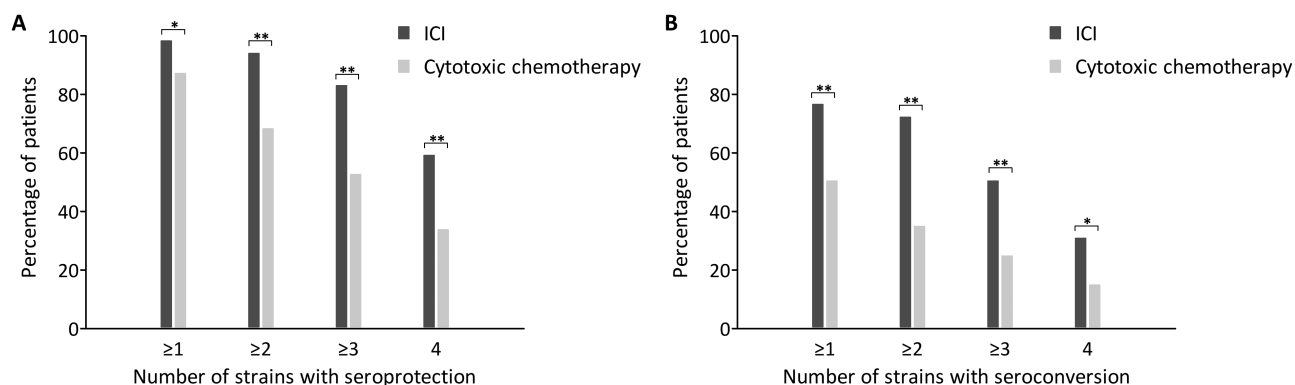 A
ICI
Cytotoxic chemotherapy
Percentage of patients
100
80
60
40
20
0
*
**
**
**
≥1
≥2
≥3
4
Number of strains with seroprotection
B
ICI
Cytotoxic chemotherapy
Percentage of patients
100
80
60
40
20
0
**
**
**
*
≥1
≥2
≥3
4
Number of strains with seroconversion